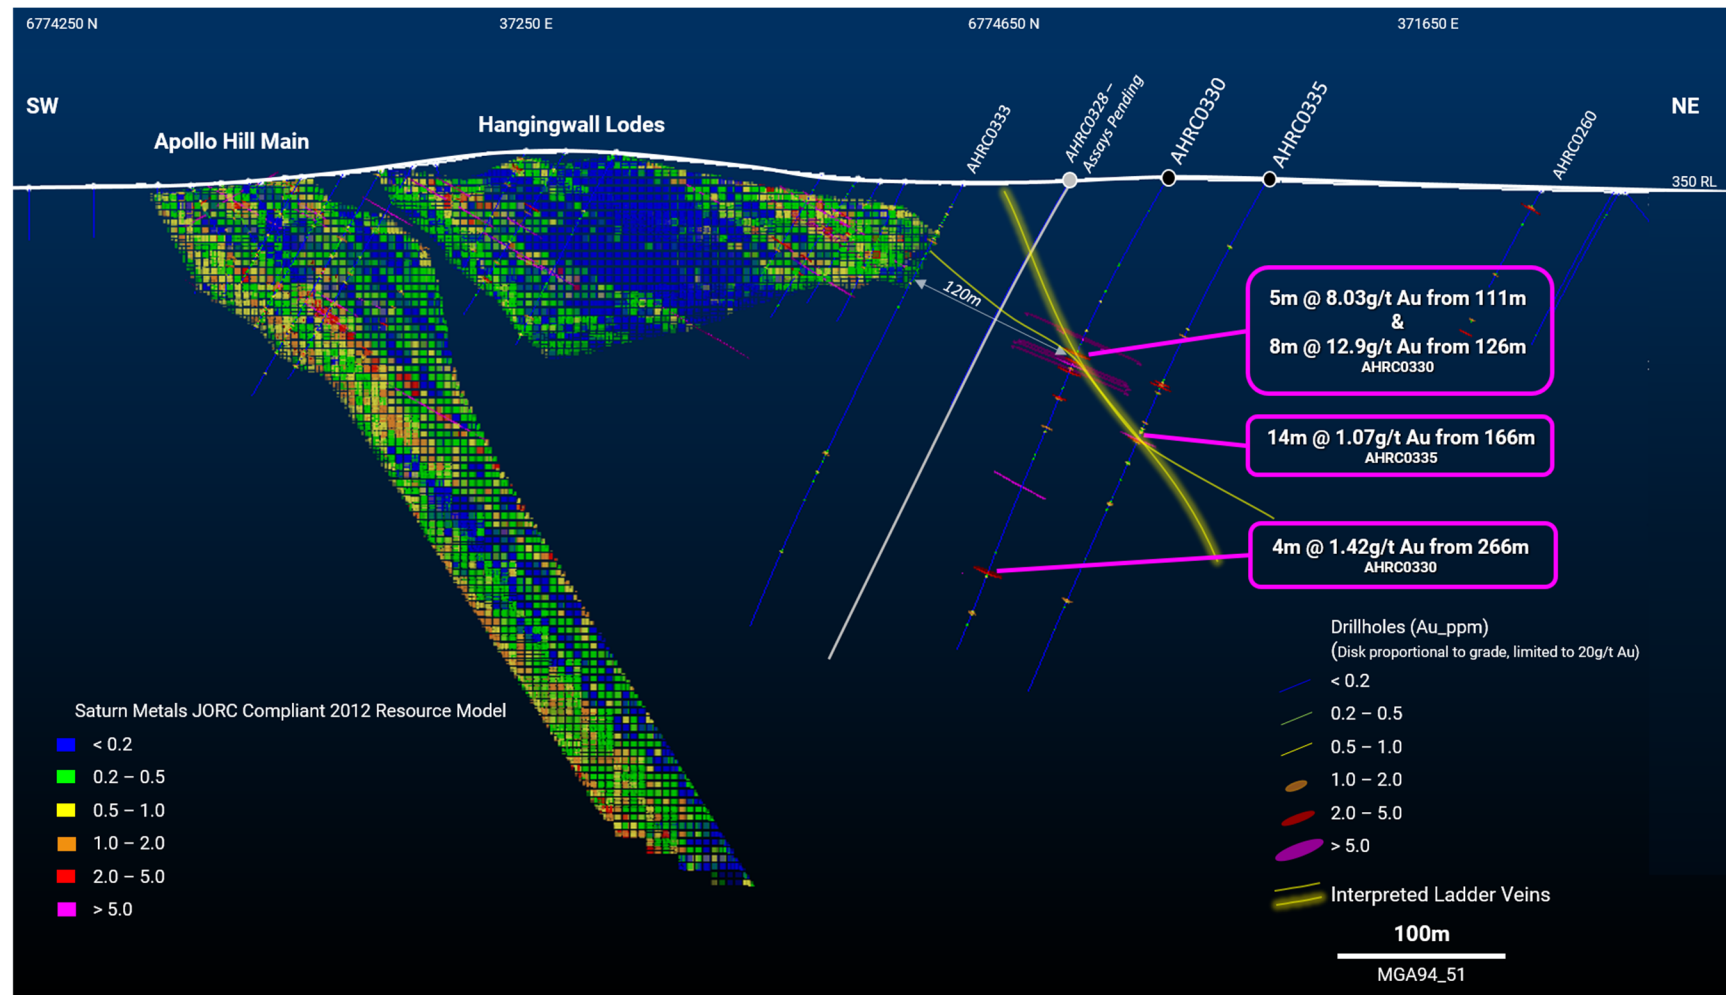 6774250 N
37250 E
6774650 N
371650 E
SW
NE
Apollo Hill Main
Hangingwall Lodes
AHRC0333
AHRC0328 –
Assays Pending
AHRC0330
AHRC0335
AHRC0260
350 RL
120m
5m @ 8.03g/t Au from 111m
&
8m @ 12.9g/t Au from 126m
AHRC0330
14m @ 1.07g/t Au from 166m
AHRC0335
4m @ 1.42g/t Au from 266m
AHRC0330
Saturn Metals JORC Compliant 2012 Resource Model
< 0.2
0.2 – 0.5
0.5 – 1.0
1.0 – 2.0
2.0 – 5.0
> 5.0
Drillholes (Au_ppm)
(Disk proportional to grade, limited to 20g/t Au)
< 0.2
0.2 – 0.5
0.5 – 1.0
1.0 – 2.0
2.0 – 5.0
> 5.0
Interpreted Ladder Veins
100m
MGA94_51